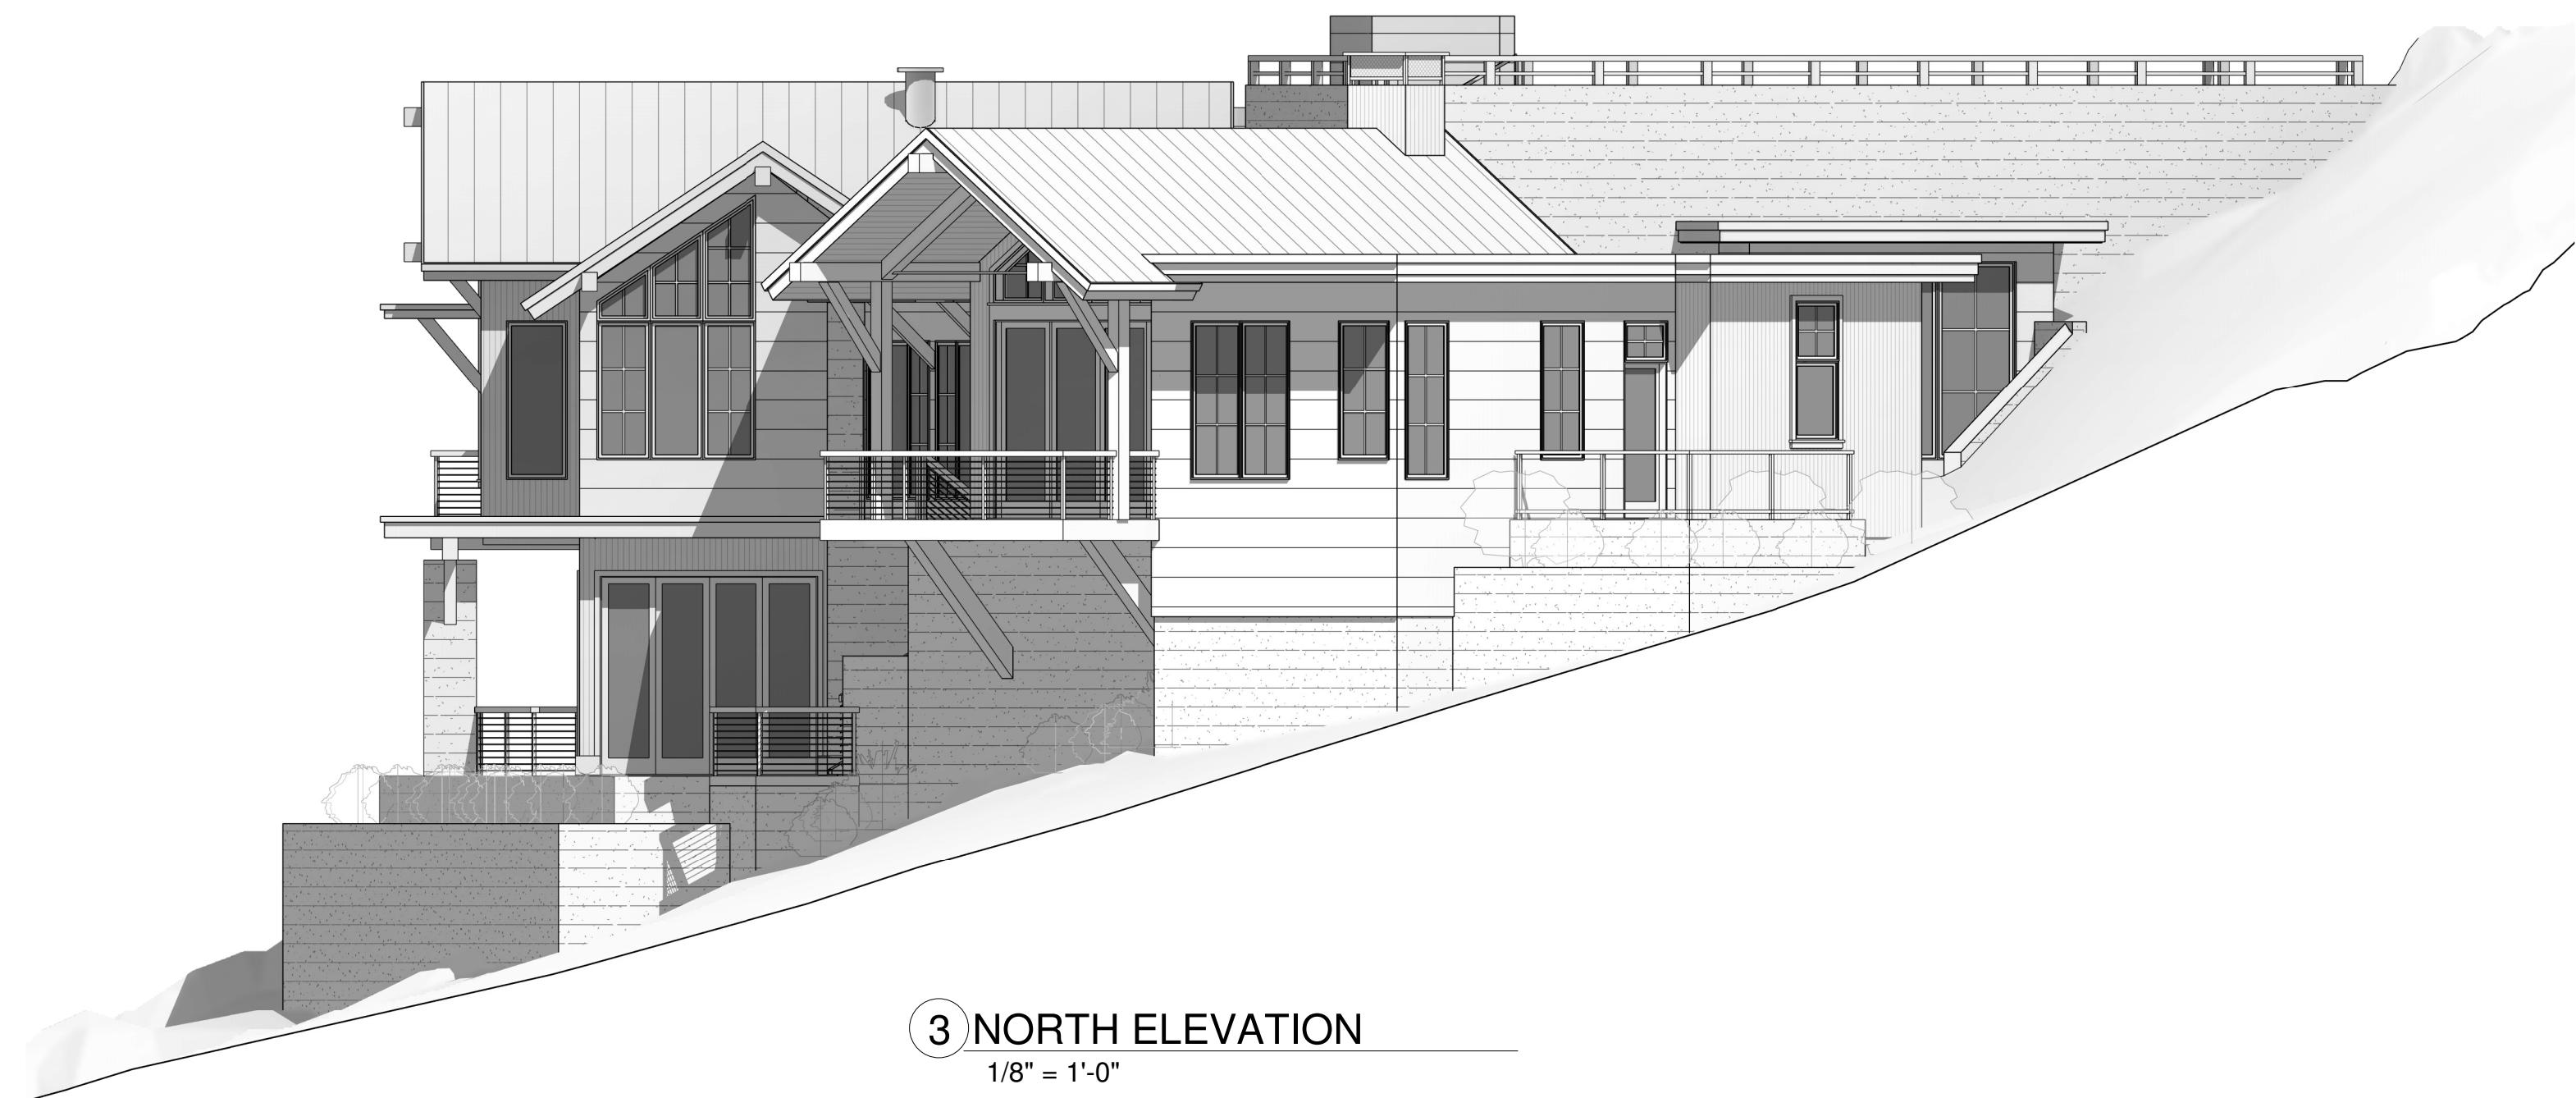 3 NORTH ELEVATION
1/8" = 1'-0"